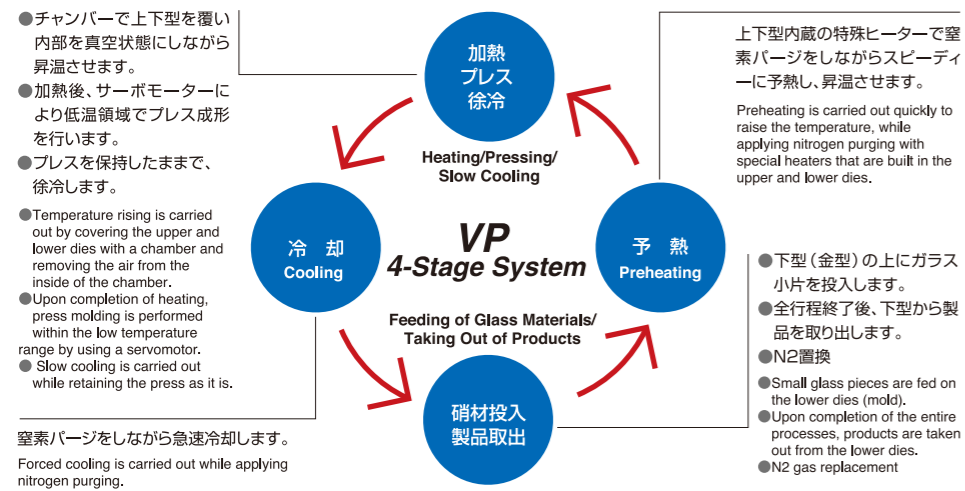 ●チャンバーで上下型を覆い
内部を真空状態にしながら
昇温させます。
●加熱後、サーボモーターに
より低温領域でプレス成形
を行います。
●プレスを保持したままで、
徐冷します。
●Temperature rising is carried
out by covering the upper and
lower dies with a chamber and
removing the air from the
inside of the chamber.
●Upon completion of heating,
press molding is performed
within the low temperature
range by using a servomotor.
● Slow cooling is carried out
while retaining the press as it is.
加熱
プレス
徐冷
Heating/Pressing/
Slow Cooling
上下型内蔵の特殊ヒーターで窒
素パージをしながらスピーディ
ーに予熱し、昇温させます。
Preheating is carried out quickly to
raise the temperature, while
applying nitrogen purging with
special heaters that are built in the
upper and lower dies.
冷 却
Cooling
VP
4-Stage System
予 熱
Preheating
Feeding of Glass Materials/
Taking Out of Products
硝材投入
製品取出
●下型（金型）の上にガラス
小片を投入します。
●全行程終了後、下型から製
品を取り出します。
●N2置換
●Small glass pieces are fed on
the lower dies (mold).
●Upon completion of the entire
processes, products are taken
out from the lower dies.
●N2 gas replacement
窒素パージをしながら急速冷却します。
Forced cooling is carried out while applying
nitrogen purging.